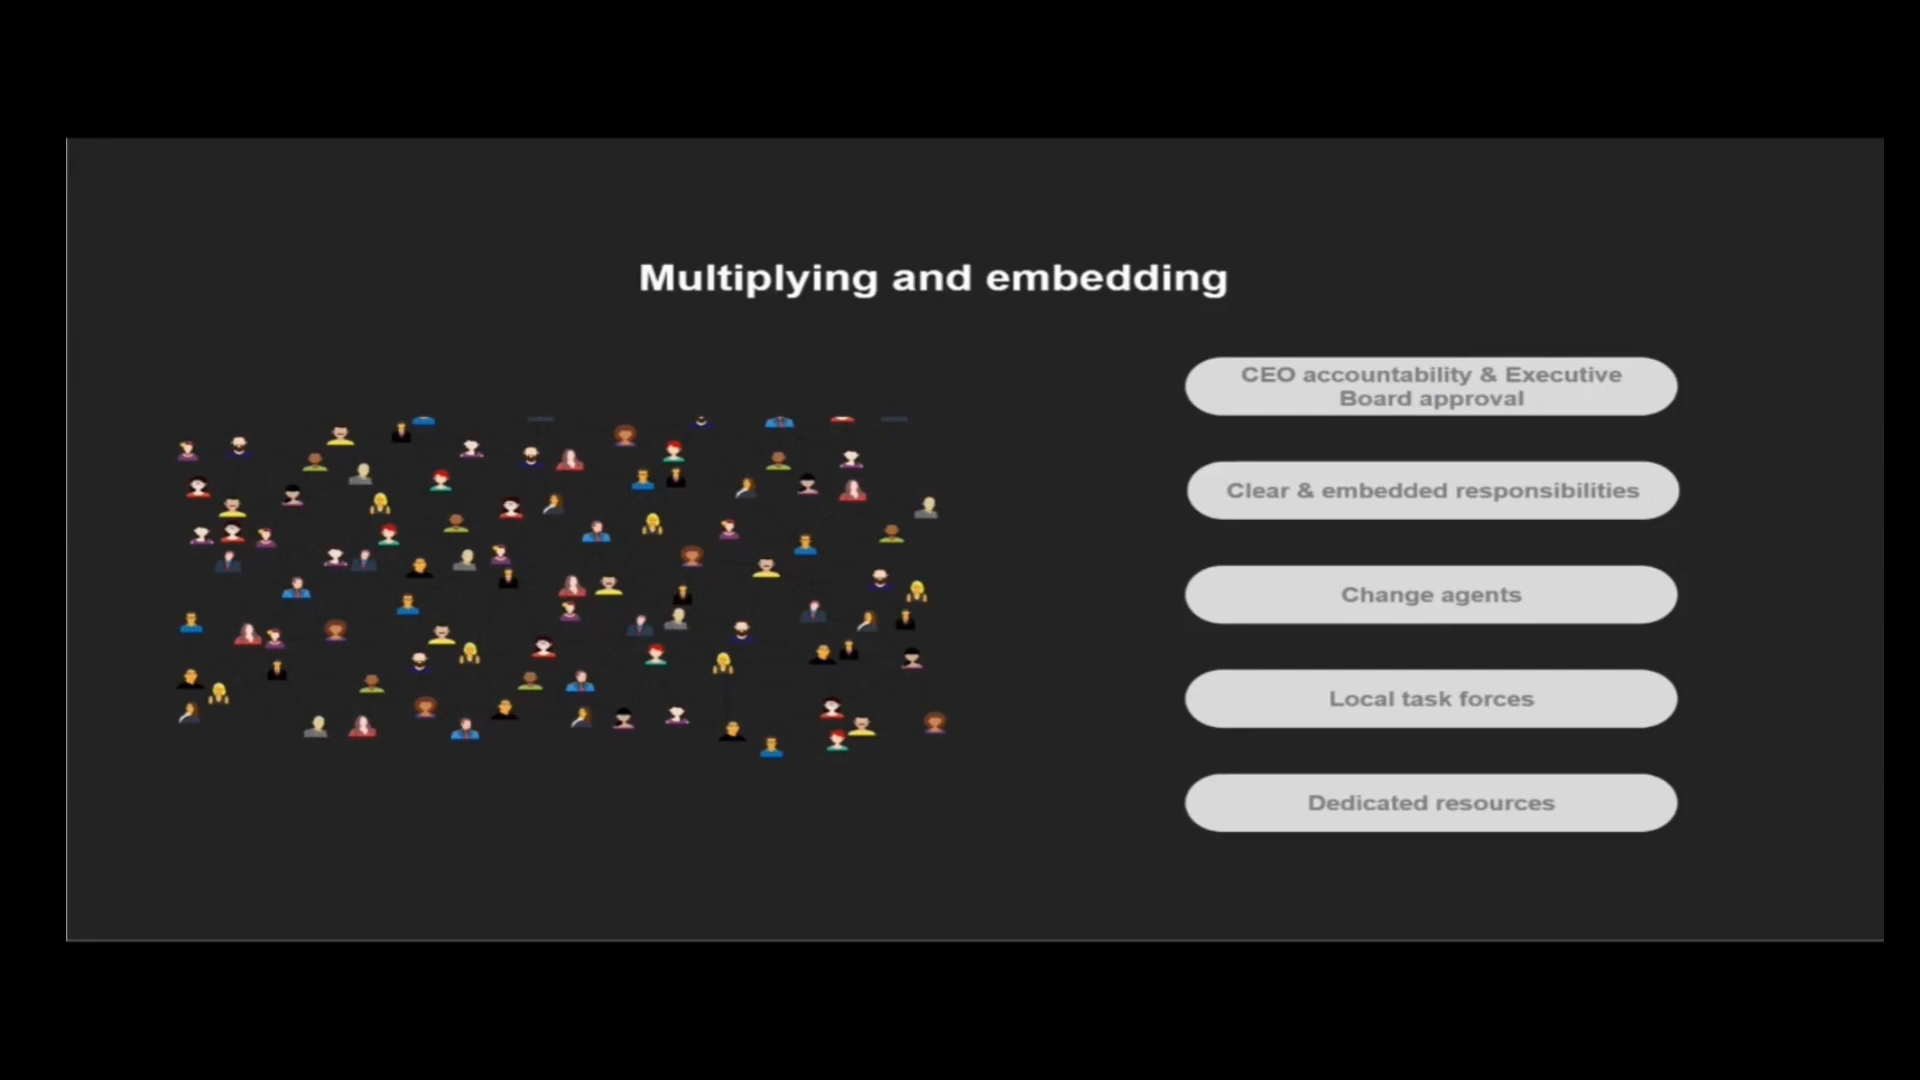 Multiplying and embedding
CEO accountability & Executive
Board approval
Clear & embedded responsibilities
Change agents
Local task forces
Dedicated resources